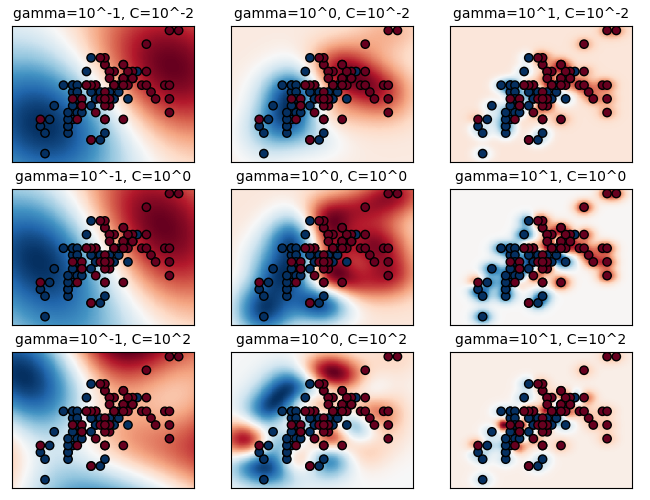 gamma=10^-1, C=10^-2
gamma=10^0, C=10^-2
gamma=10^1, C=10^-2
gamma=10^-1, C=10^0
gamma=10^0, C=10^0
gamma=10^1, C=10^0
gamma=10^-1, C=10^2
gamma=10^0, C=10^2
gamma=10^1, C=10^2